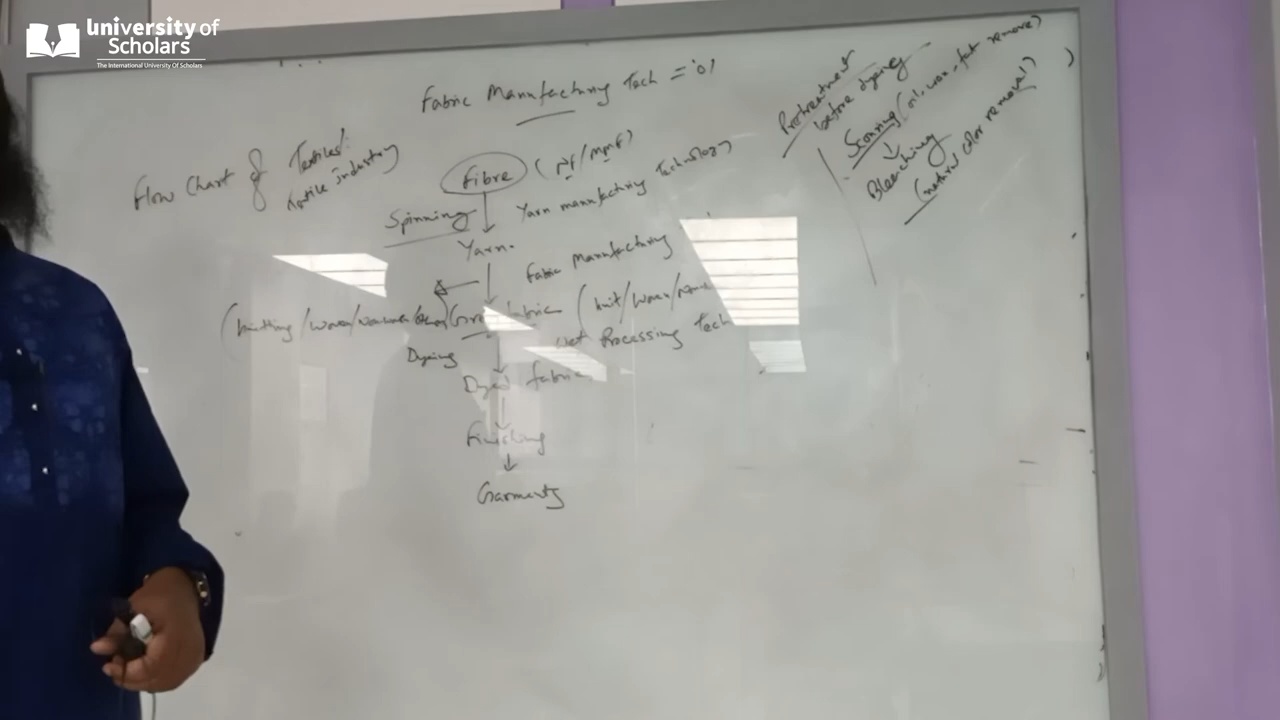 University of
Scholars
The International University Of Scholars
Fabric Manufacturing Tech = '01
Flow Chart of Textiles:
Textile industry
Fibre (NF/MMF)
Spinning
Yarn manufacturing Technology
Yarn.
Fabric Manufacturing
(knitting/woven/nonwoven/
fabric (knit/woven/
Wet Processing Tech
Dyeing
Dyed fabric
Finishing
Garments
Pretreatment
before dyeing
Scouring (oil, wax, fat remove)
Bleaching
(natural color removal)